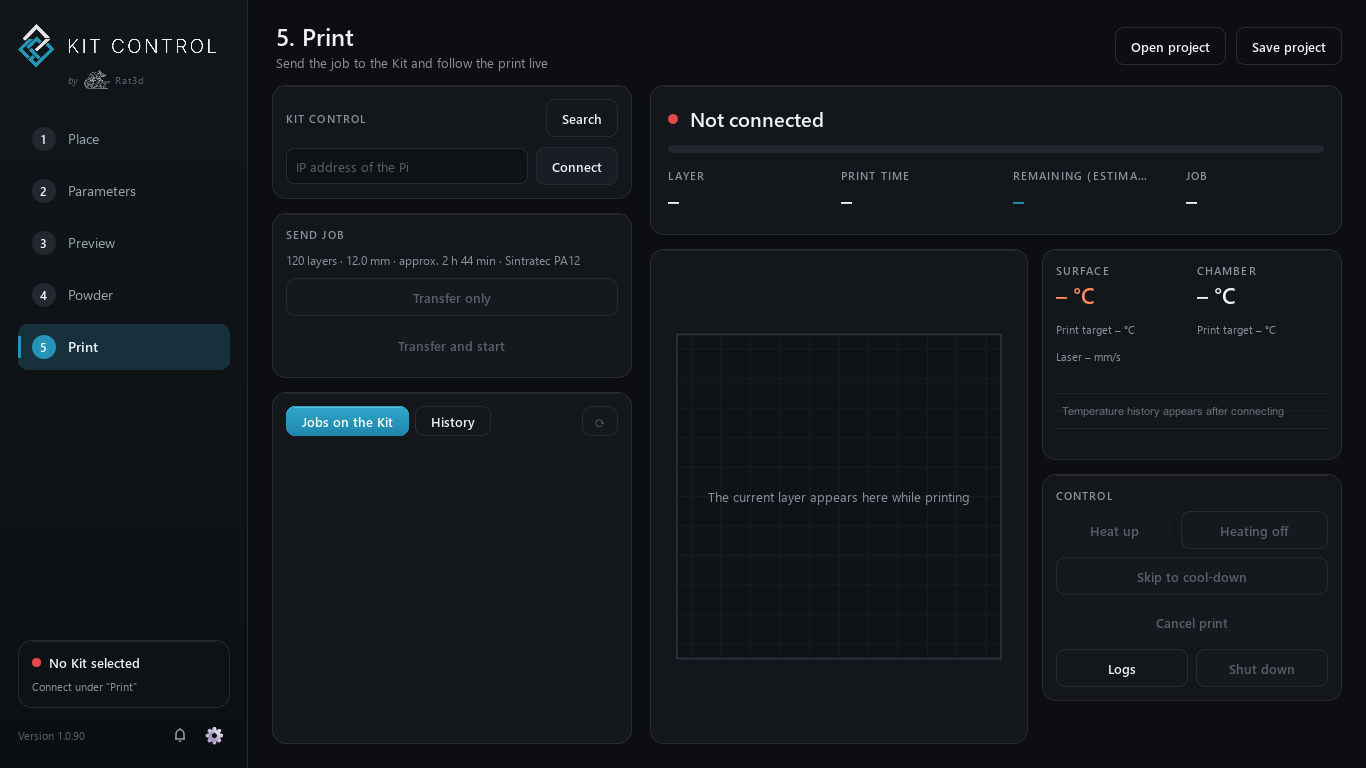 KIT CONTROL
by Rat3d
1 Place
2 Parameters
3 Preview
4 Powder
5 Print
No Kit selected
Connect under "Print"
Version 1.0.90
5. Print
Send the job to the Kit and follow the print live
Open project
Save project
KIT CONTROL
Search
IP address of the Pi
Connect
SEND JOB
120 layers · 12.0 mm · approx. 2 h 44 min · Sintratec PA12
Transfer only
Transfer and start
Jobs on the Kit
History
Not connected
LAYER
–
PRINT TIME
–
REMAINING (ESTIMA...
–
JOB
–
The current layer appears here while printing
SURFACE
– °C
Print target – °C
Laser – mm/s
CHAMBER
– °C
Print target – °C
Temperature history appears after connecting
CONTROL
Heat up
Heating off
Skip to cool-down
Cancel print
Logs
Shut down